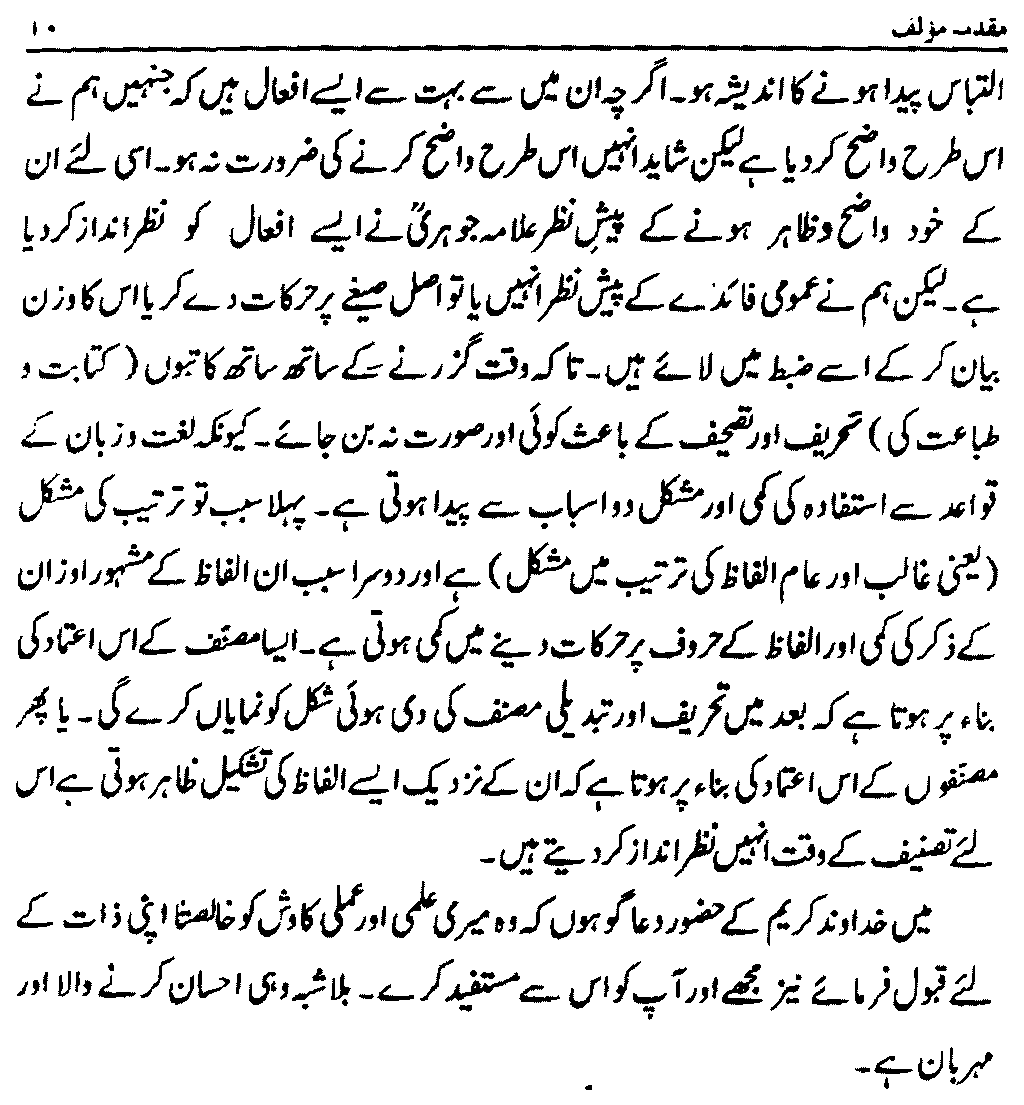 مقدمہ مؤلف ۱۰
التباس پیدا ہونے کا اندیشہ ہو۔ اگرچہ ان میں سے بہت سے ایسے افعال ہیں کہ جنہیں ہم نے
اس طرح واضح کر دیا ہے لیکن شاید انہیں اس طرح واضح کرنے کی ضرورت نہ ہو۔ اسی لئے ان
کے خود واضح و ظاہر ہونے کے پیشِ نظر علامہ جوہریؒ نے ایسے افعال کو نظر انداز کر دیا
ہے۔ لیکن ہم نے عمومی فائدے کے پیش نظر انہیں یا تو اصل صیغے پر حرکات دے کر یا اس کا وزن
بیان کر کے اسے ضبط میں لائے ہیں۔ تا کہ وقت گزرنے کے ساتھ ساتھ کاتبوں (کتابت و
طباعت کی) تحریف اور تصحیف کے باعث کوئی اور صورت نہ بن جائے۔ کیونکہ لغت و زبان کے
قواعد سے استفادہ کی کمی اور مشکل دو اسباب سے پیدا ہوتی ہے۔ پہلا سبب تو ترتیب کی مشکل
(یعنی غالب اور عام الفاظ کی ترتیب میں مشکل) ہے اور دوسرا سبب ان الفاظ کے مشہور اوزان
کے ذکر کی کمی اور الفاظ کے حروف پر حرکات دینے میں کمی ہوتی ہے۔ ایسا مصنف کے اس اعتماد کی
بناء پر ہوتا ہے کہ بعد میں تحریف اور تبدیلی مصنف کی دی ہوئی شکل کو نمایاں کرے گی۔ یا پھر
مصنفوں کے اس اعتماد کی بناء پر ہوتا ہے کہ ان کے نزدیک ایسے الفاظ کی تشکیل ظاہر ہوتی ہے اس
لئے تصنیف کے وقت انہیں نظر انداز کر دیتے ہیں۔
میں خداوند کریم کے حضور دعا گو ہوں کہ وہ میری علمی اور عملی کاوش کو خالصتاً اپنی ذات کے
لئے قبول فرمائے نیز مجھے اور آپ کو اس سے مستفید کرے۔ بلا شبہ وہی احسان کرنے والا اور
مہربان ہے۔